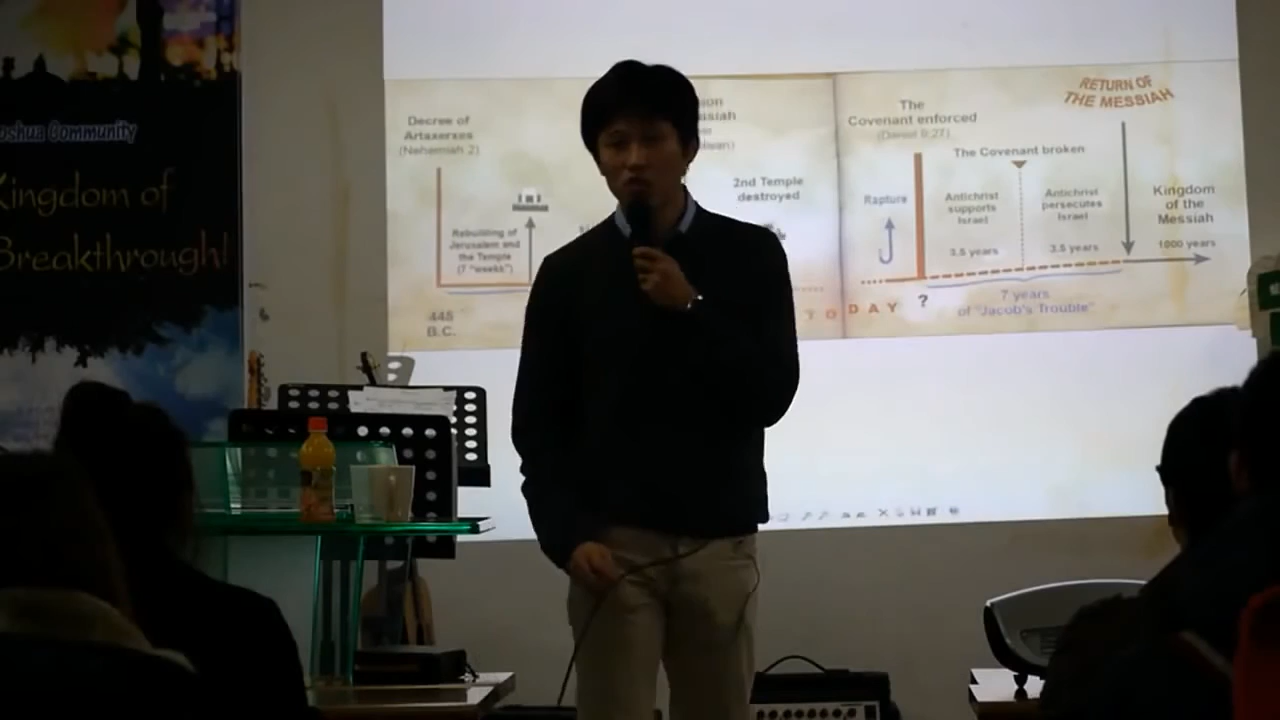 oshua Community
Kingdom of
Breakthrough!
Decree of
Artaxerxes
(Nehemiah 2)
Rebuilding of
Jerusalem and
the Temple
(7 "weeks")
445
B.C.
2nd Temple
destroyed
TODAY ?
The
Covenant enforced
(Daniel 9:27)
Rapture
The Covenant broken
Antichrist
supports
Israel
3.5 years
Antichrist
persecutes
Israel
3.5 years
7 years
of "Jacob's Trouble"
RETURN OF
THE MESSIAH
Kingdom
of the
Messiah
1000 years